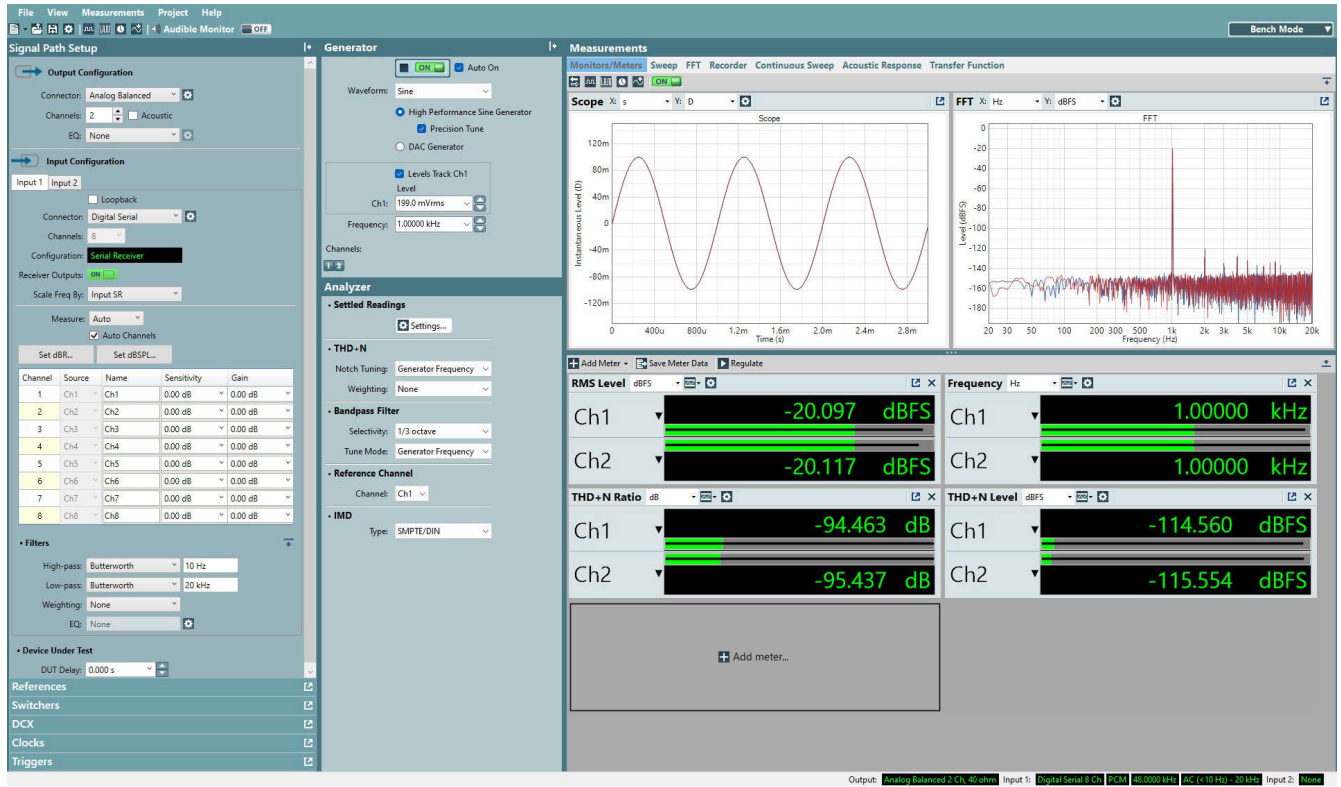 File View Measurements Project Help
Audible Monitor OFF
Bench Mode
Signal Path Setup
Output Configuration
Connector: Analog Balanced
Channels: 2 Acoustic
EQ: None
Input Configuration
Input 1 Input 2
Loopback
Connector: Digital Serial
Channels: 8
Configuration: Serial Receiver
Receiver Outputs: ON
Scale Freq By: Input SR
Measure: Auto
Auto Channels
Set dBR... Set dBSPL...
Channel Source Name Sensitivity Gain
1 Ch1 Ch1 0.00 dB 0.00 dB
2 Ch2 Ch2 0.00 dB 0.00 dB
3 Ch3 Ch3 0.00 dB 0.00 dB
4 Ch4 Ch4 0.00 dB 0.00 dB
5 Ch5 Ch5 0.00 dB 0.00 dB
6 Ch6 Ch6 0.00 dB 0.00 dB
7 Ch7 Ch7 0.00 dB 0.00 dB
8 Ch8 Ch8 0.00 dB 0.00 dB
• Filters
High-pass: Butterworth 10 Hz
Low-pass: Butterworth 20 kHz
Weighting: None
EQ: None
• Device Under Test
DUT Delay: 0.000 s
References
Switchers
DCX
Clocks
Triggers
Generator
ON Auto On
Waveform: Sine
High Performance Sine Generator
Precision Tune
DAC Generator
Levels Track Ch1
Level
Ch1: 199.0 mVrms
Frequency: 1.00000 kHz
Channels:
1 2
Analyzer
• Settled Readings
Settings...
• THD+N
Notch Tuning: Generator Frequency
Weighting: None
• Bandpass Filter
Selectivity: 1/3 octave
Tune Mode: Generator Frequency
• Reference Channel
Channel: Ch1
• IMD
Type: SMPTE/DIN
Measurements
Monitors/Meters Sweep FFT Recorder Continuous Sweep Acoustic Response Transfer Function
ON
Scope X: s Y: D
Scope
Instantaneous Level (D)
120m
80m
40m
0
-40m
-80m
-120m
0 400u 800u 1.2m 1.6m 2.0m 2.4m 2.8m
Time (s)
FFT X: Hz Y: dBFS
FFT
Level (dBFS)
0
-20
-40
-60
-80
-100
-120
-140
-160
-180
20 30 50 100 200 300 500 1k 2k 3k 5k 10k 20k
Frequency (Hz)
Add Meter Save Meter Data Regulate
RMS Level dBFS
Ch1 -20.097 dBFS
Ch2 -20.117 dBFS
Frequency Hz
Ch1 1.00000 kHz
Ch2 1.00000 kHz
THD+N Ratio dB
Ch1 -94.463 dB
Ch2 -95.437 dB
THD+N Level dBFS
Ch1 -114.560 dBFS
Ch2 -115.554 dBFS
Add meter...
Output: Analog Balanced 2 Ch, 40 ohm Input 1: Digital Serial 8 Ch PCM 48.0000 kHz AC (<10 Hz) - 20 kHz Input 2: None